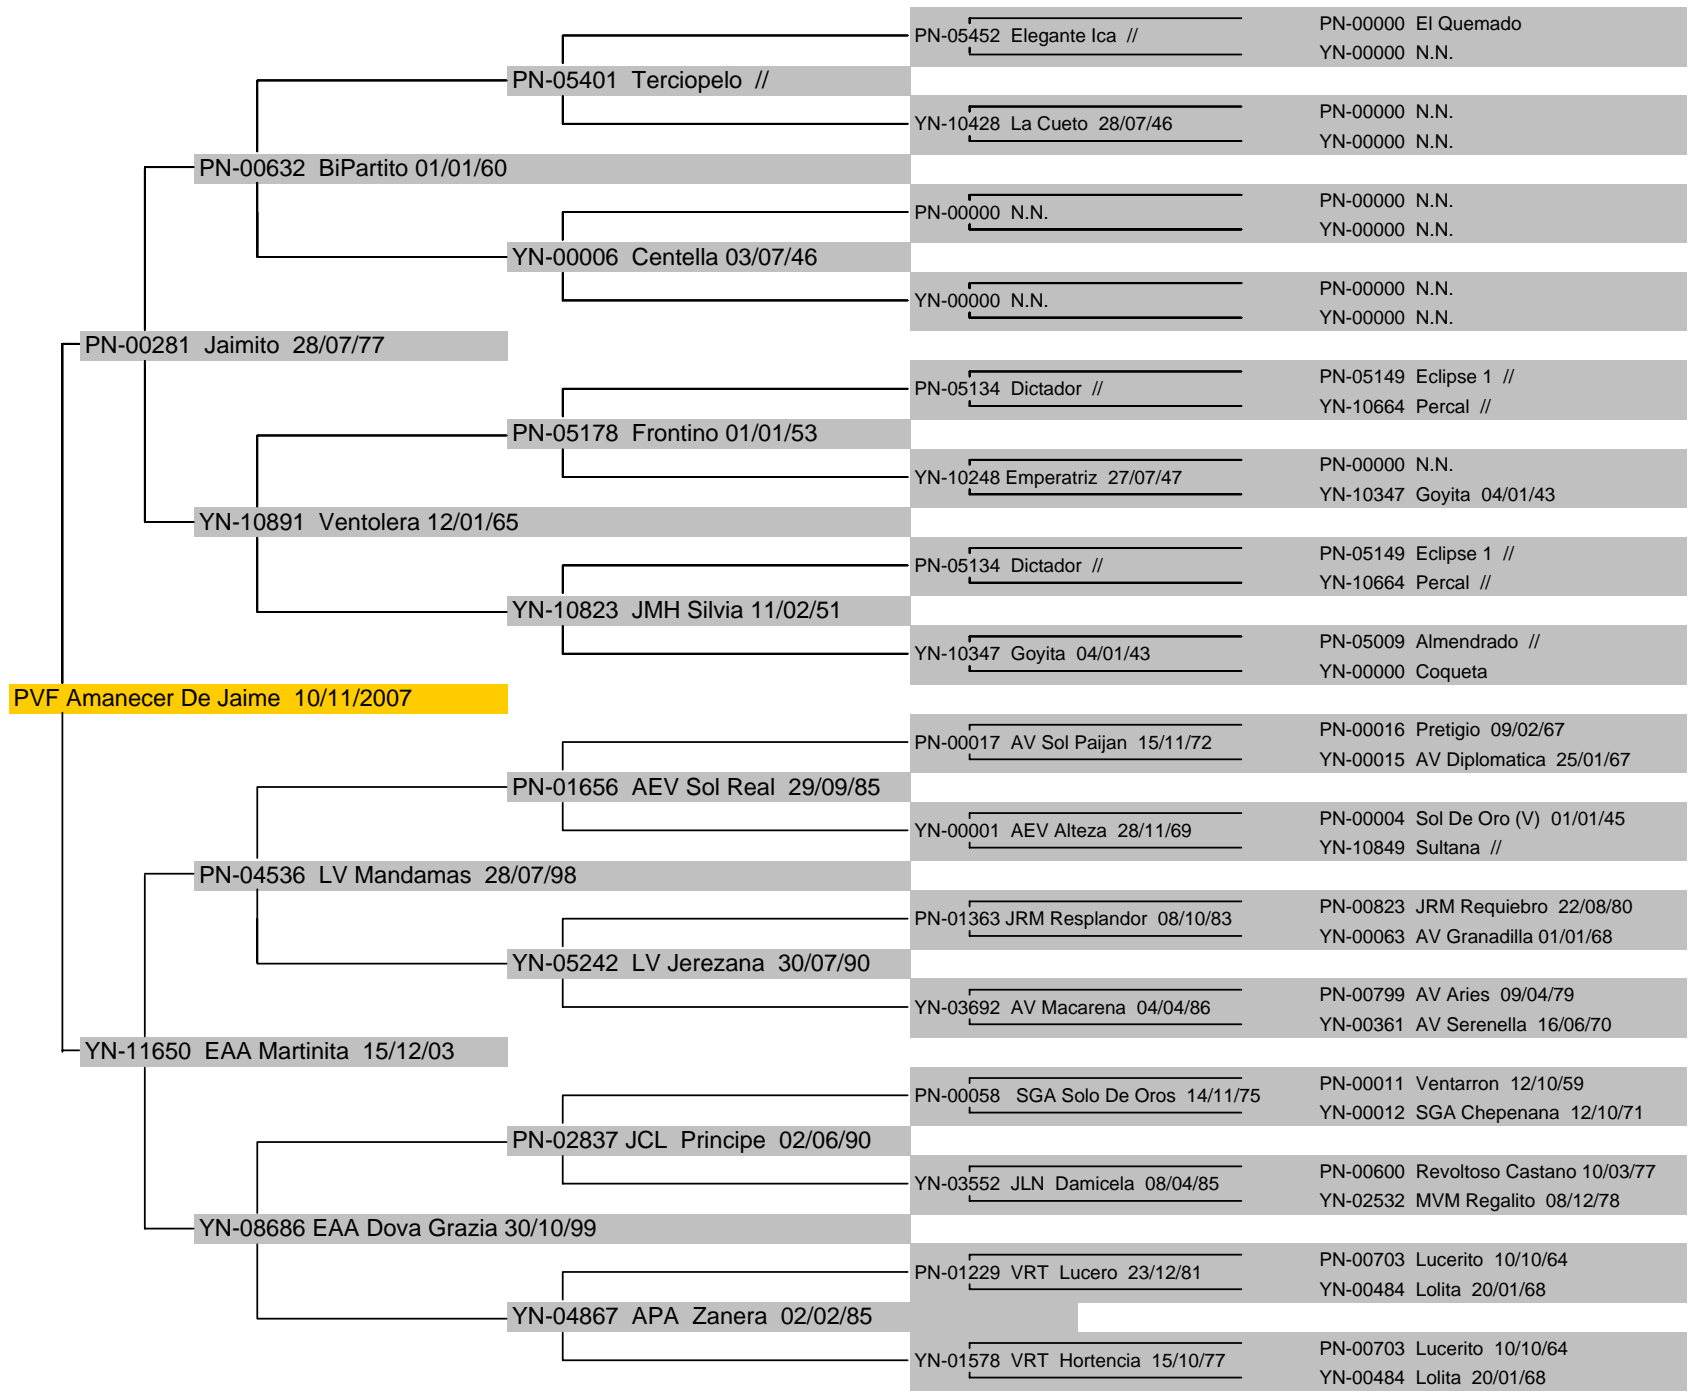 PN-05452 Elegante Ica //
PN-00000 El Quemado
YN-00000 N.N.
PN-05401 Terciopelo //
YN-10428 La Cueto 28/07/46
PN-00000 N.N.
YN-00000 N.N.
PN-00632 BiPartito 01/01/60
PN-00000 N.N.
PN-00000 N.N.
YN-00000 N.N.
YN-00006 Centella 03/07/46
YN-00000 N.N.
PN-00000 N.N.
YN-00000 N.N.
PN-00281 Jaimito 28/07/77
PN-05134 Dictador //
PN-05149 Eclipse 1 //
YN-10664 Percal //
PN-05178 Frontino 01/01/53
YN-10248 Emperatriz 27/07/47
PN-00000 N.N.
YN-10347 Goyita 04/01/43
YN-10891 Ventolera 12/01/65
PN-05134 Dictador //
PN-05149 Eclipse 1 //
YN-10664 Percal //
YN-10823 JMH Silvia 11/02/51
YN-10347 Goyita 04/01/43
PN-05009 Almendrado //
YN-00000 Coqueta
PVF Amanecer De Jaime 10/11/2007
PN-00017 AV Sol Paijan 15/11/72
PN-00016 Pretigio 09/02/67
YN-00015 AV Diplomatica 25/01/67
PN-01656 AEV Sol Real 29/09/85
YN-00001 AEV Alteza 28/11/69
PN-00004 Sol De Oro (V) 01/01/45
YN-10849 Sultana //
PN-04536 LV Mandamas 28/07/98
PN-01363 JRM Resplandor 08/10/83
PN-00823 JRM Requiebro 22/08/80
YN-00063 AV Granadilla 01/01/68
YN-05242 LV Jerezana 30/07/90
YN-03692 AV Macarena 04/04/86
PN-00799 AV Aries 09/04/79
YN-00361 AV Serenella 16/06/70
YN-11650 EAA Martinita 15/12/03
PN-00058 SGA Solo De Oros 14/11/75
PN-00011 Ventarron 12/10/59
YN-00012 SGA Chepenana 12/10/71
PN-02837 JCL Principe 02/06/90
YN-03552 JLN Damicela 08/04/85
PN-00600 Revoltoso Castano 10/03/77
YN-02532 MVM Regalito 08/12/78
YN-08686 EAA Dova Grazia 30/10/99
PN-01229 VRT Lucero 23/12/81
PN-00703 Lucerito 10/10/64
YN-00484 Lolita 20/01/68
YN-04867 APA Zanera 02/02/85
YN-01578 VRT Hortencia 15/10/77
PN-00703 Lucerito 10/10/64
YN-00484 Lolita 20/01/68